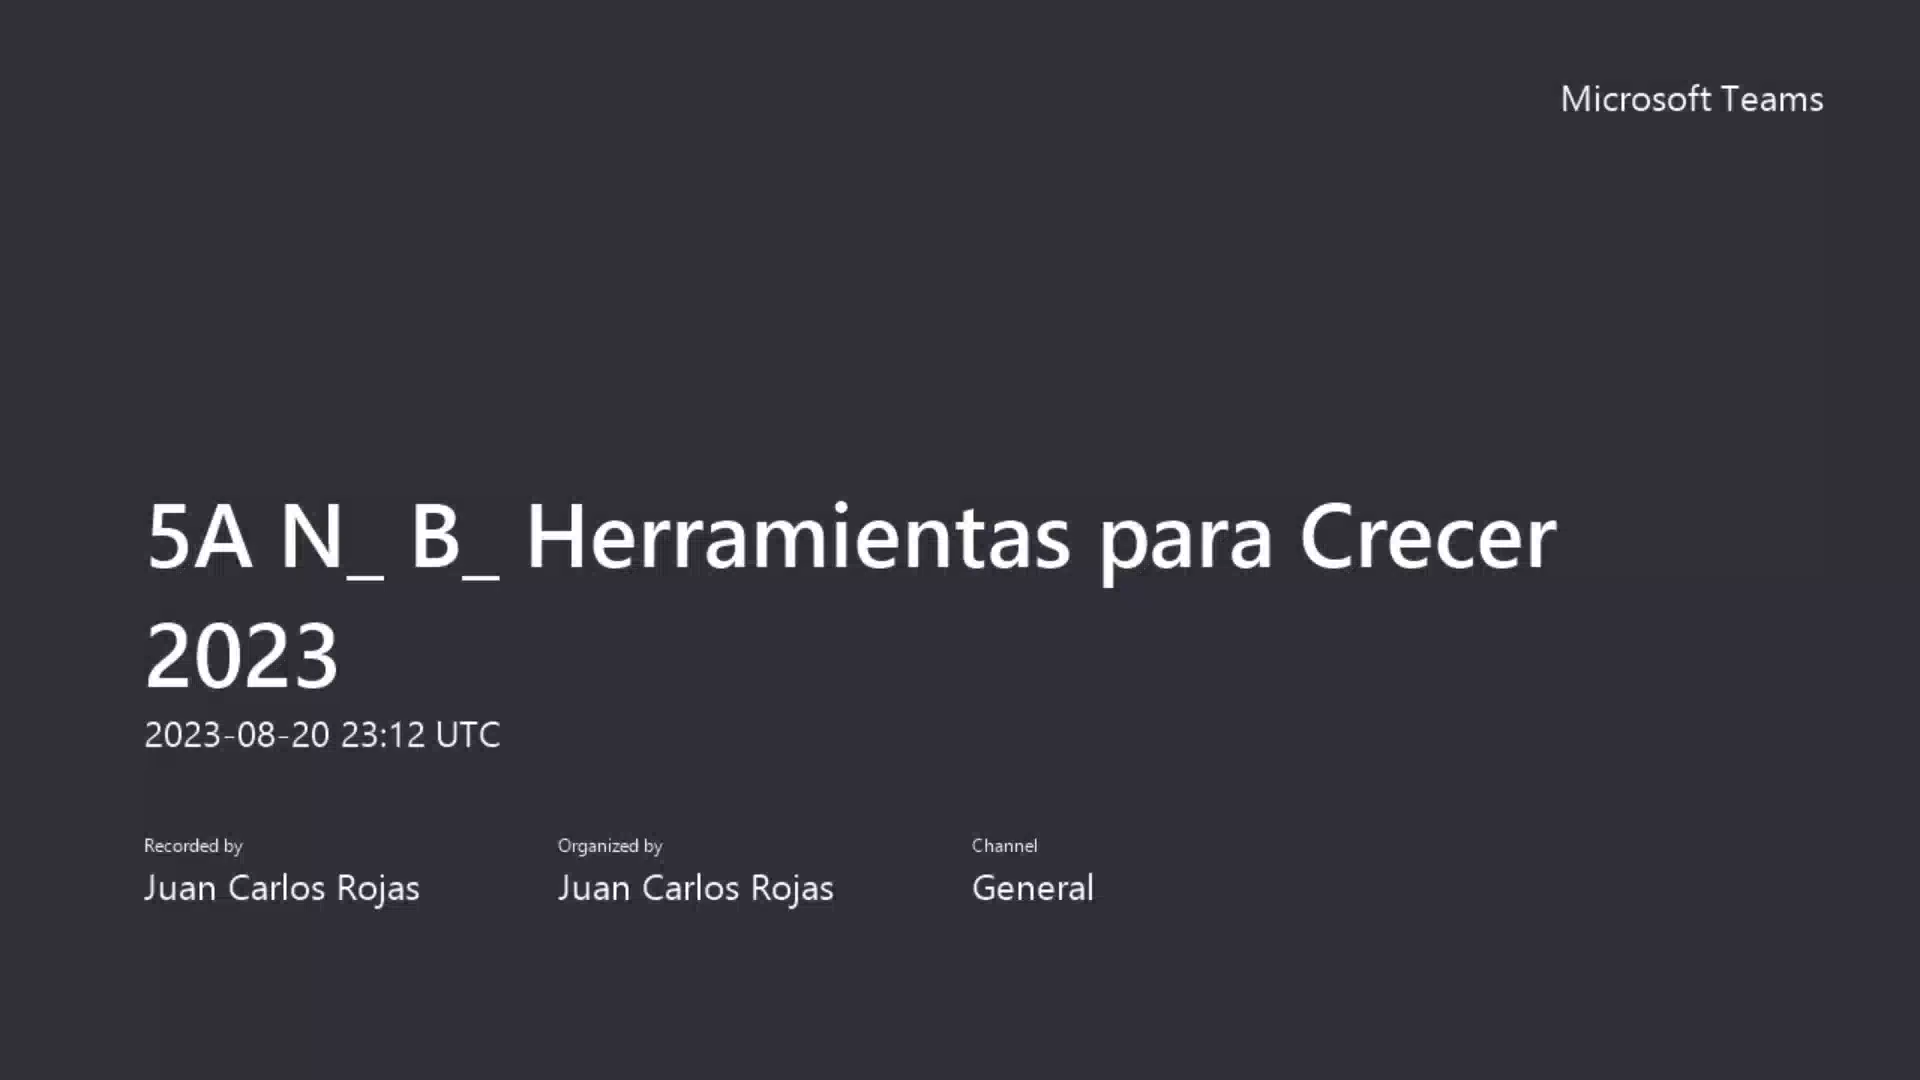 Microsoft Teams
5A N_ B_ Herramientas para Crecer
2023
2023-08-20 23:12 UTC
Recorded by
Juan Carlos Rojas
Organized by
Juan Carlos Rojas
Channel
General